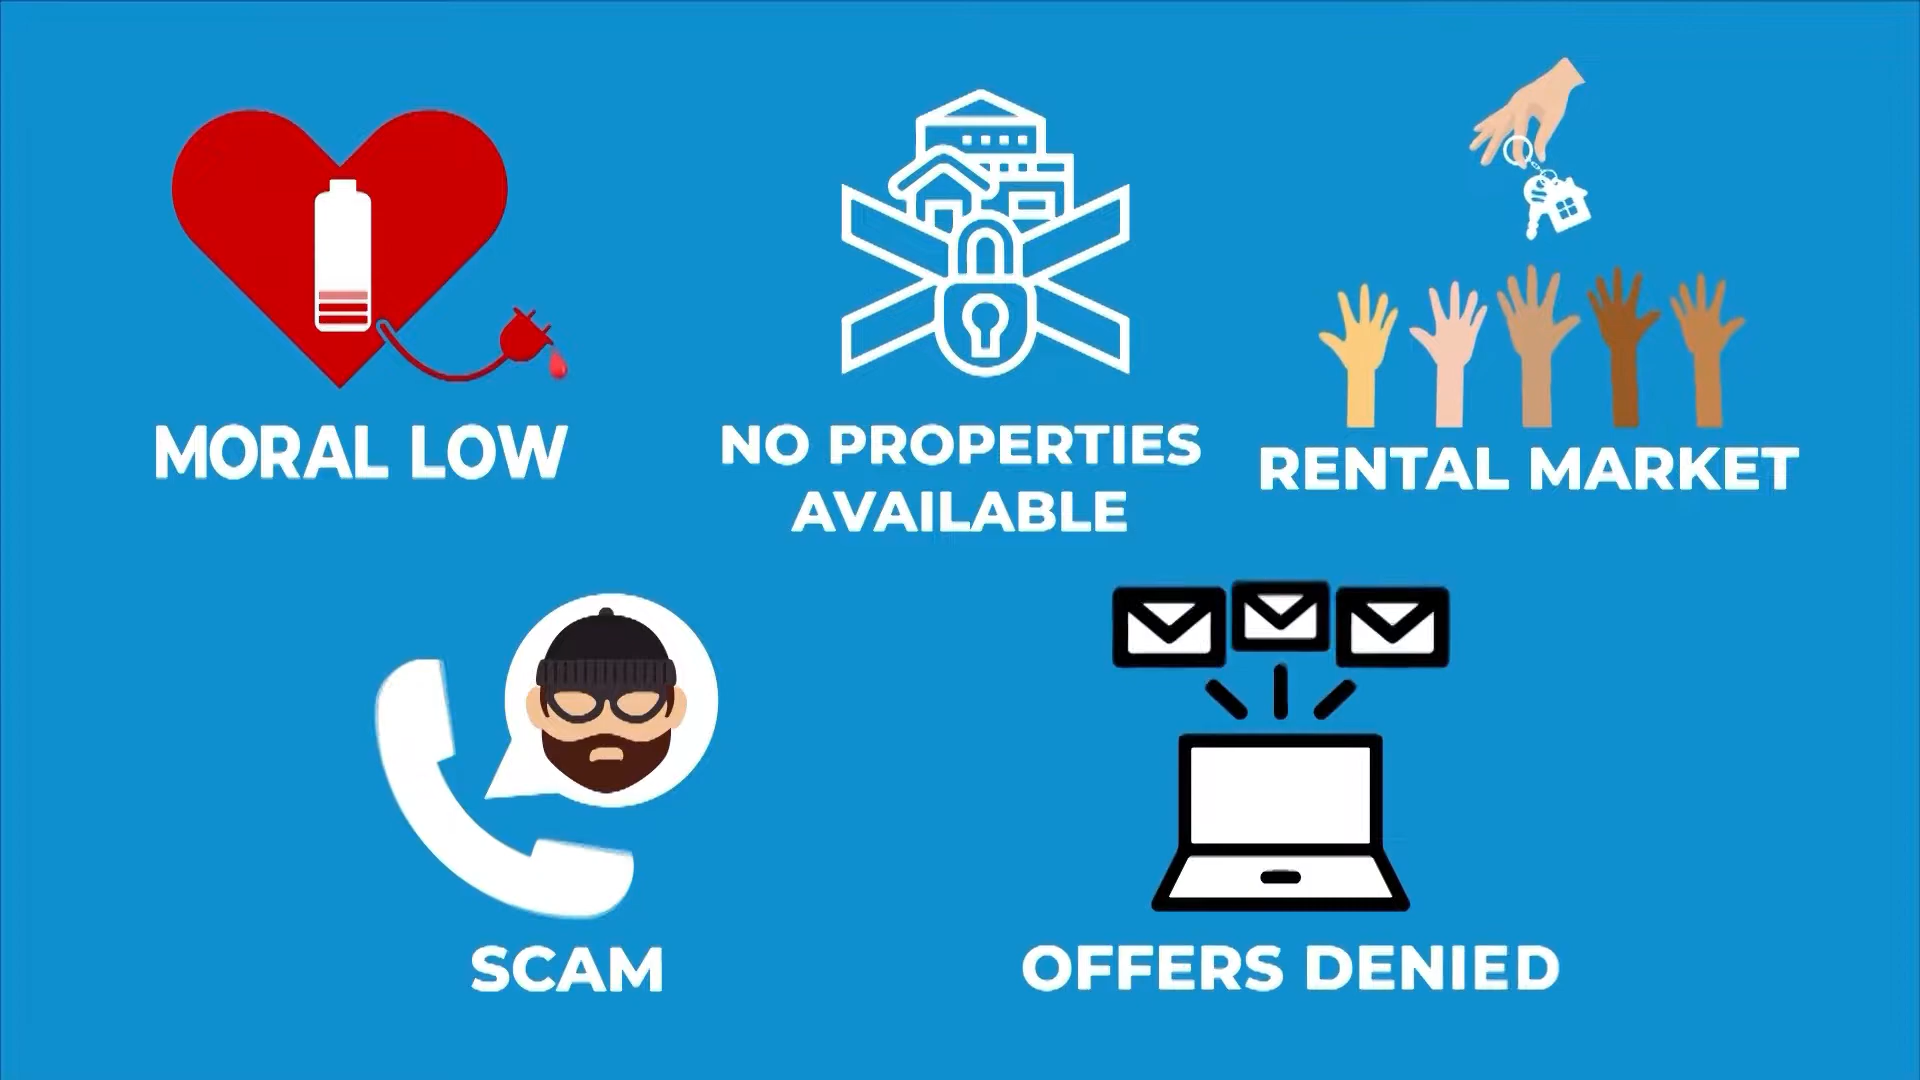 MORAL LOW
NO PROPERTIES
AVAILABLE
RENTAL MARKET
SCAM
OFFERS DENIED